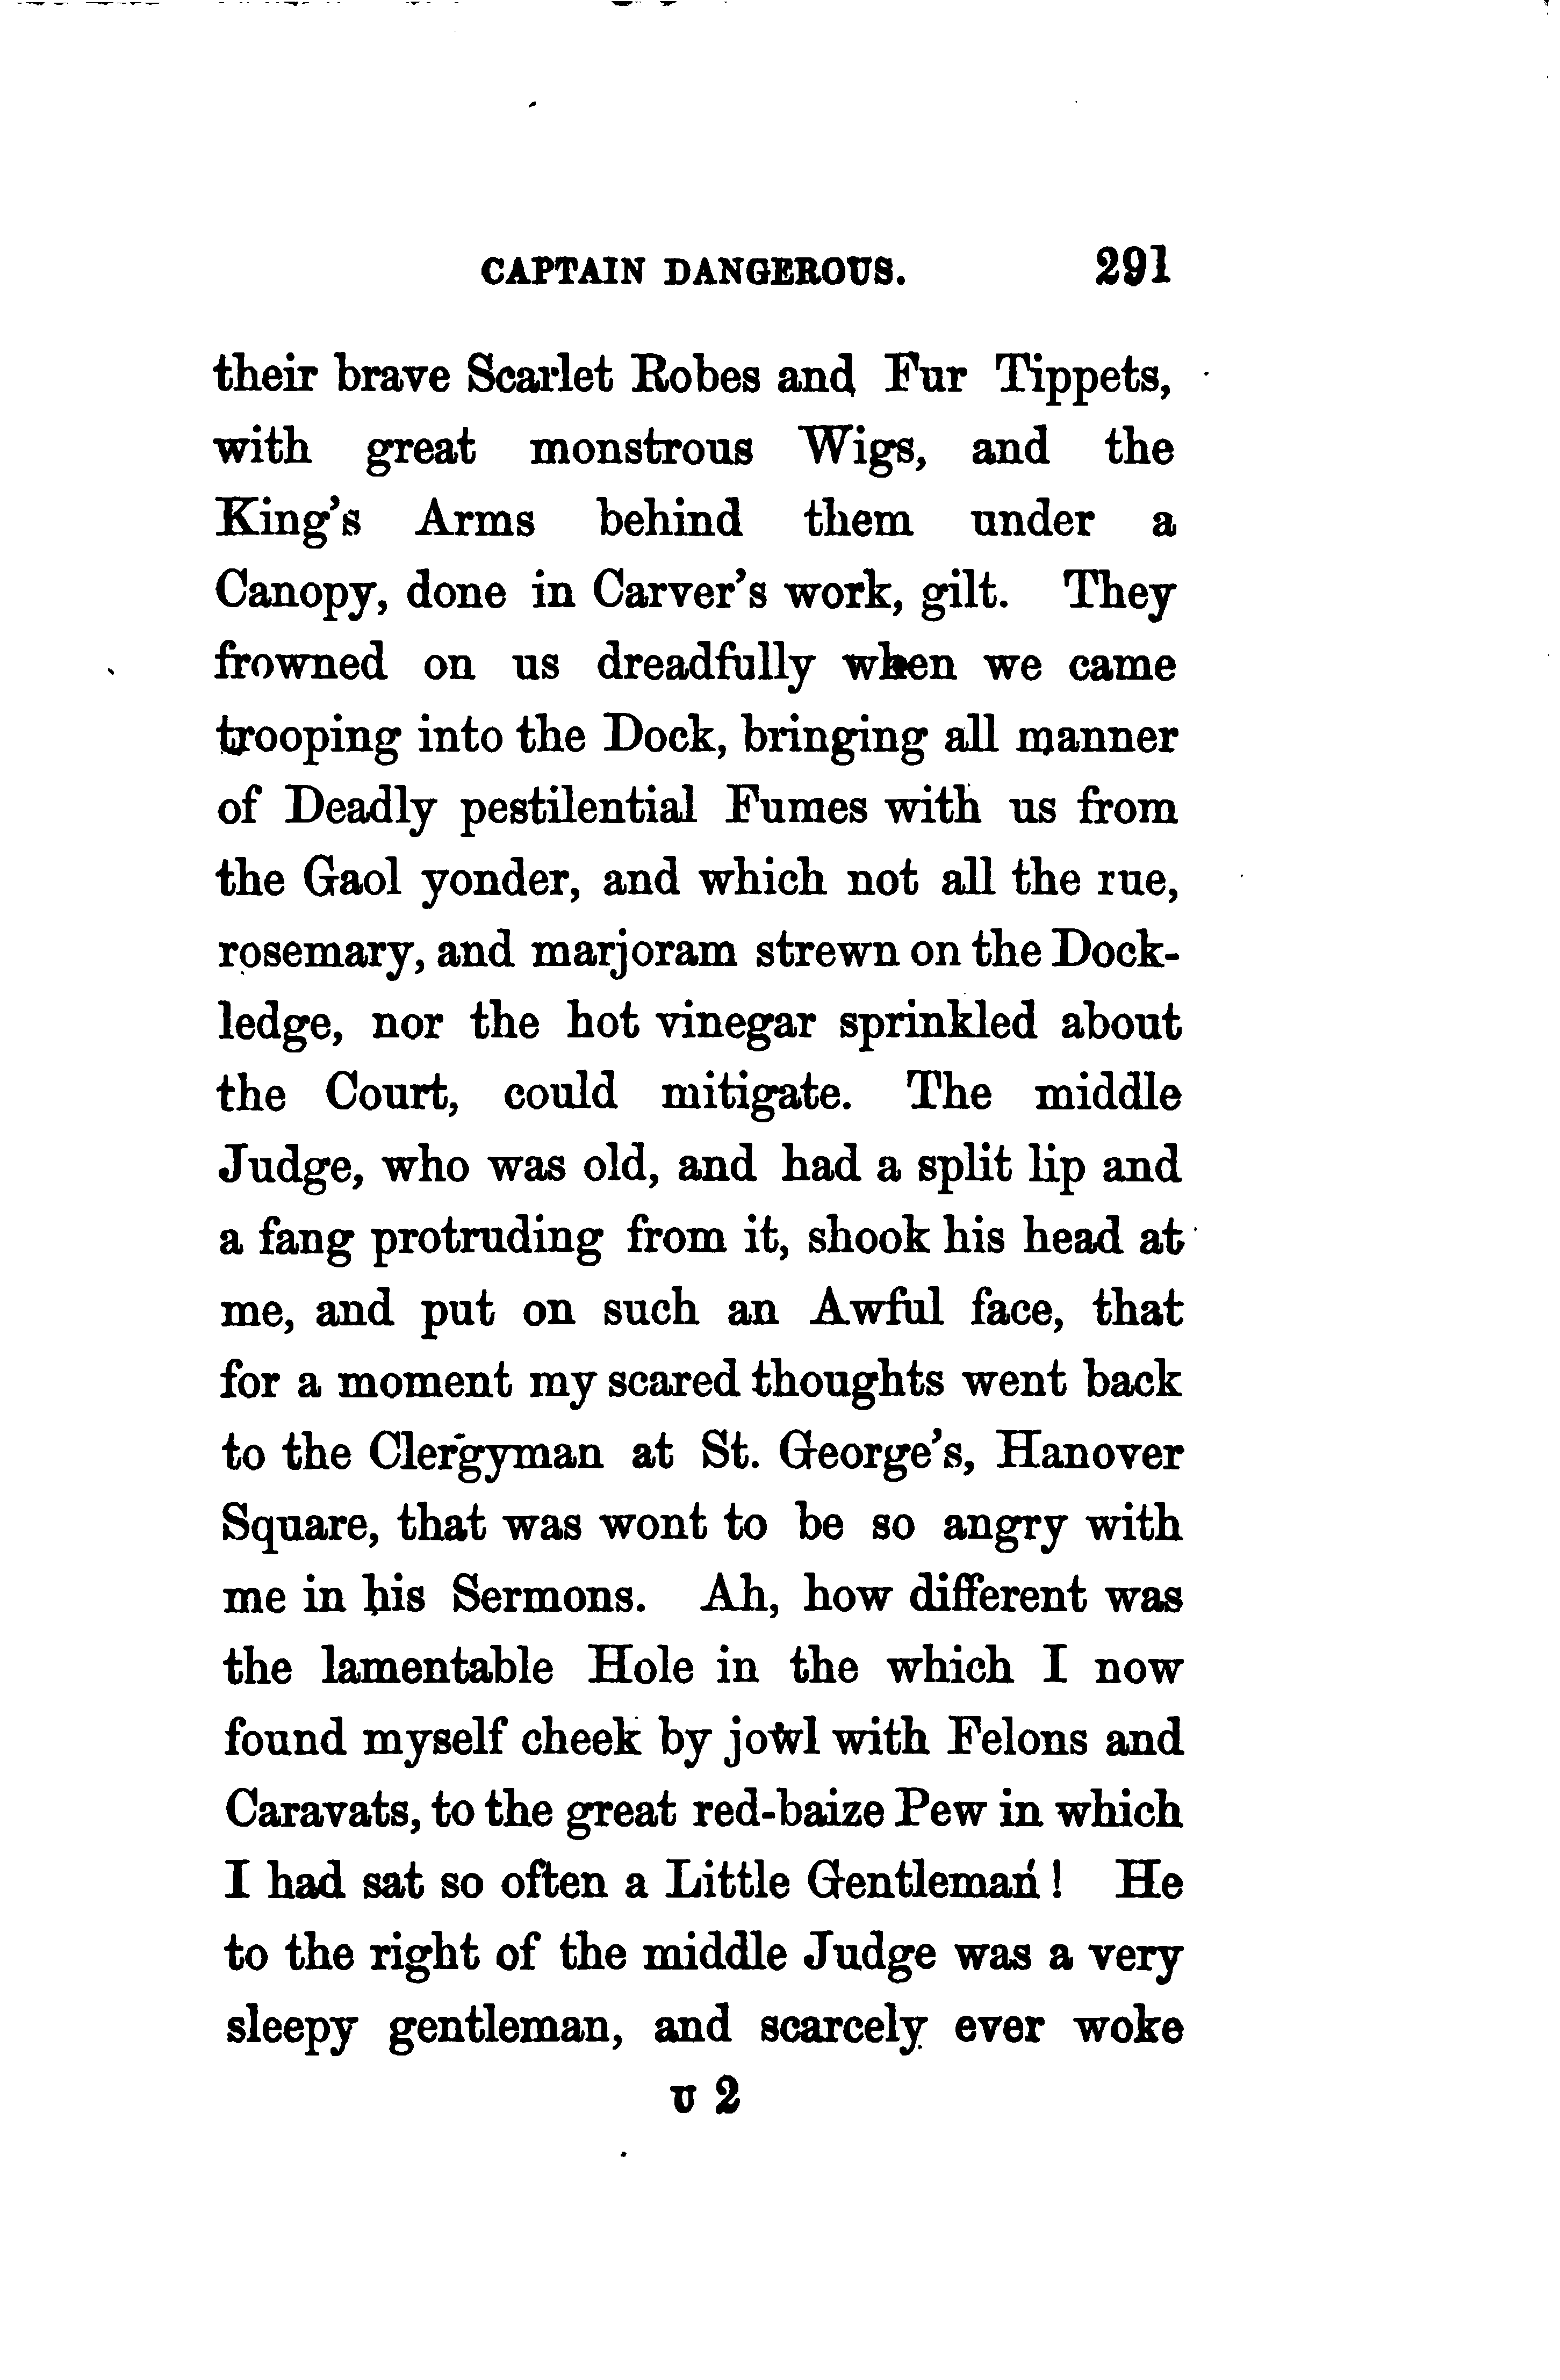 CAPTAIN DANGEROUS. 291
their brave Scarlet Robes and Fur Tippets,
with great monstrous Wigs, and the
King's Arms behind them under a
Canopy, done in Carver's work, gilt. They
frowned on us dreadfully when we came
trooping into the Dock, bringing all manner
of Deadly pestilential Fumes with us from
the Gaol yonder, and which not all the rue,
rosemary, and marjoram strewn on the Dock-
ledge, nor the hot vinegar sprinkled about
the Court, could mitigate. The middle
Judge, who was old, and had a split lip and
a fang protruding from it, shook his head at
me, and put on such an Awful face, that
for a moment my scared thoughts went back
to the Clergyman at St. George's, Hanover
Square, that was wont to be so angry with
me in his Sermons. Ah, how different was
the lamentable Hole in the which I now
found myself cheek by jowl with Felons and
Caravats, to the great red-baize Pew in which
I had sat so often a Little Gentleman! He
to the right of the middle Judge was a very
sleepy gentleman, and scarcely ever woke
U 2